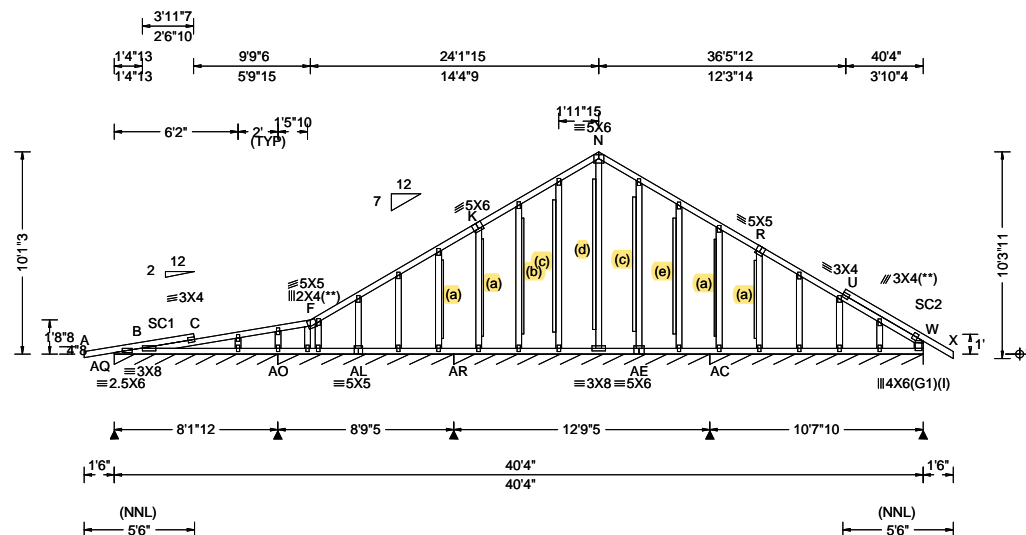 3'11"7
2'6"10
1'4"13
1'4"13
9'9"6
5'9"15
24'1"15
14'4"9
36'5"12
12'3"14
40'4"
3'10"4
6'2"
2'
(TYP)
1'5"10
1'11"15
≡5X6
N
12
7
≡5X6
K
≡5X5
R
12
2
≡3X4
≡5X5
|||2X4(**)
F
≡3X4
U
///3X4(**)
SC2
10'1"3
10'3"11
(a)
(a)
(b)
(c)
(d)
(c)
(e)
(a)
(a)
1'8"8
4"8
A
B
SC1
C
W
X
1'
AQ
≡3X8
≡2.5X6
AO
AL
≡5X5
AR
≡3X8
AE
≡5X6
AC
|||4X6(G1)(I)
8'1"12
8'9"5
12'9"5
10'7"10
1'6"
40'4"
40'4"
1'6"
(NNL)
5'6"
(NNL)
5'6"